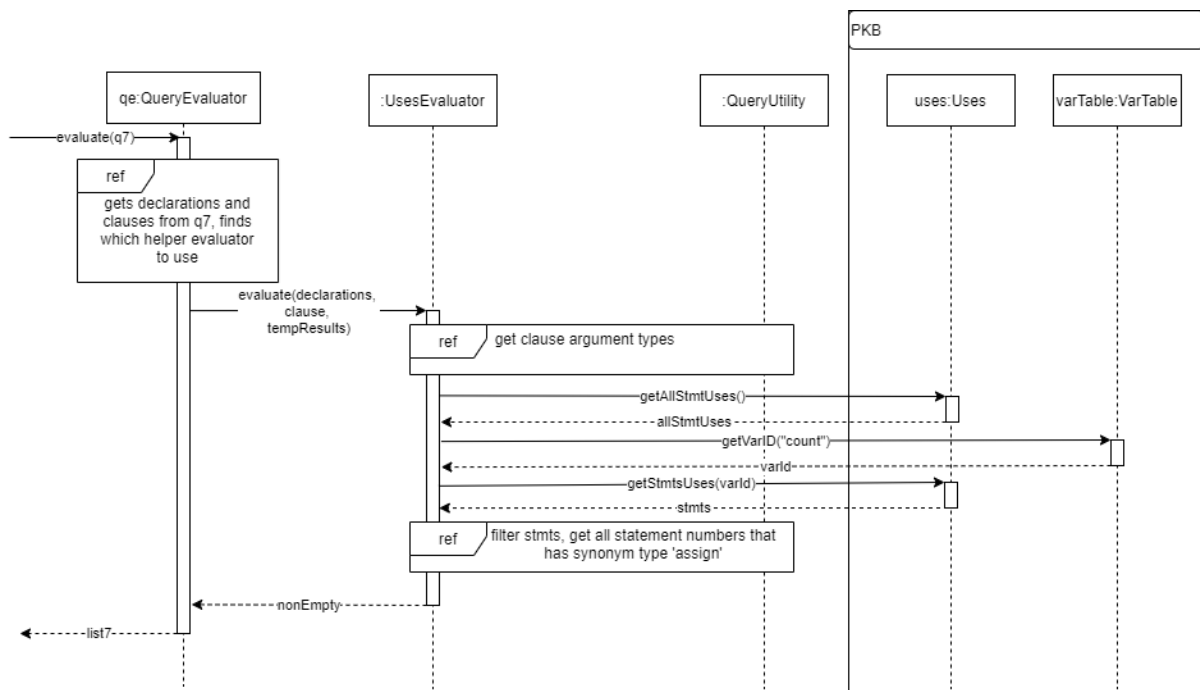 PKB
qe:QueryEvaluator
:UsesEvaluator
:QueryUtility
uses:Uses
varTable:VarTable
evaluate(q7)
ref
gets declarations and
clauses from q7, finds
which helper evaluator
to use
evaluate(declarations,
clause,
tempResults)
ref
get clause argument types
getAllStmtUses()
allStmtUses
getVarID("count")
varId
getStmtsUses(varId)
stmts
ref
filter stmts, get all statement numbers that
has synonym type 'assign'
nonEmpty
list7